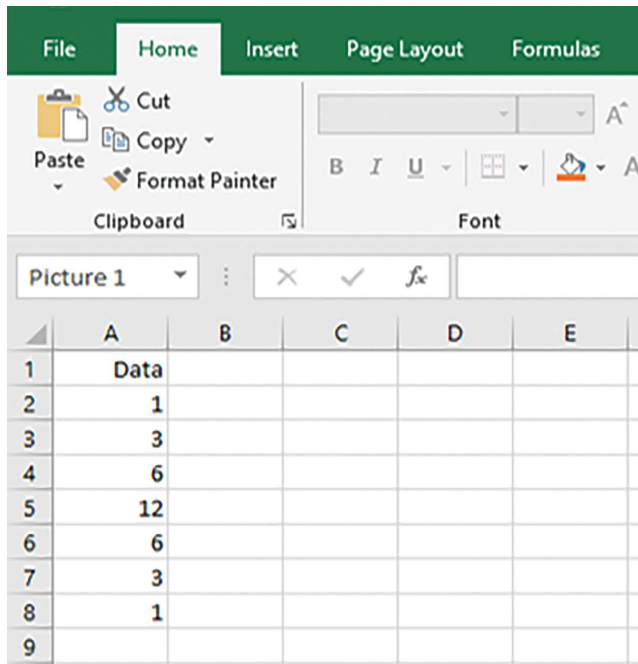 File Home Insert Page Layout Formulas
Cut
Copy
Paste
Format Painter
A
B I U A
Clipboard Font
Picture 1 fx
A B C D E
1 Data
2 1
3 3
4 6
5 12
6 6
7 3
8 1
9